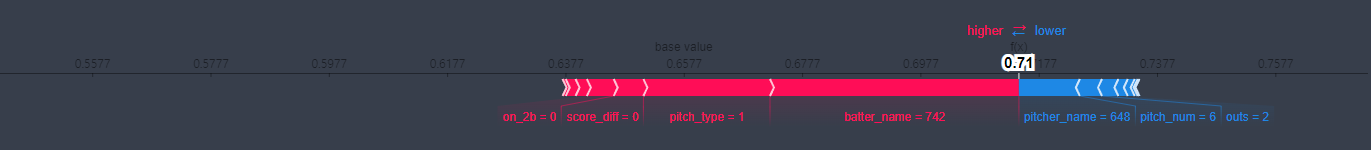 higher ⇄ lower
base value f(x)
0.5577 0.5777 0.5977 0.6177 0.6377 0.6577 0.6777 0.6977 0.71 0.7377 0.7577
on_2b = 0 score_diff = 0 pitch_type = 1 batter_name = 742 pitcher_name = 648 pitch_num = 6 outs = 2